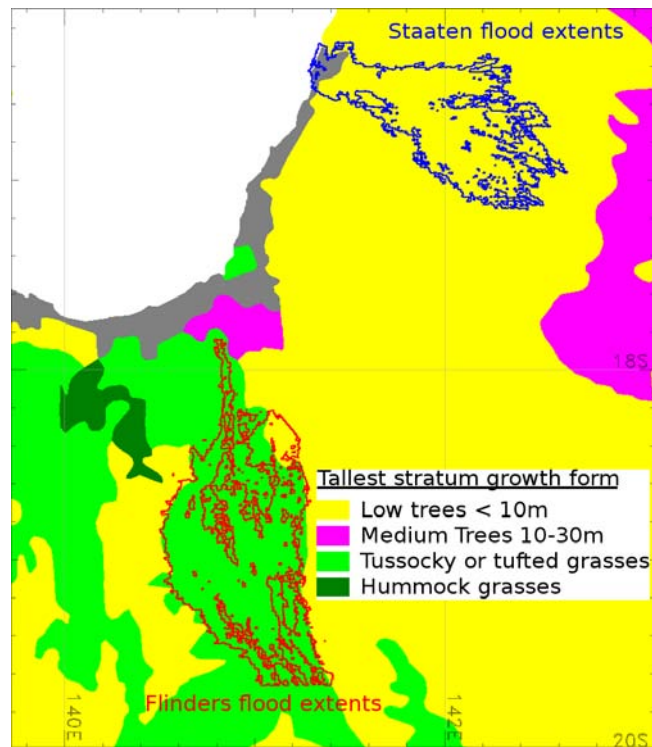 Staaten flood extents
18S
Tallest stratum growth form
Low trees < 10m
Medium Trees 10-30m
Tussocky or tufted grasses
Hummock grasses
Flinders flood extents
140E
142E
20S